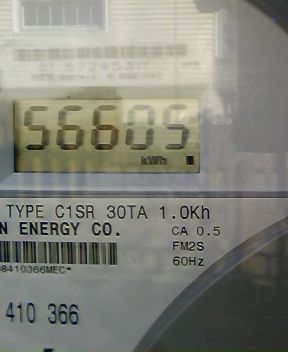 56605
kWh
TYPE C1SR 30TA 1.0Kh
N ENERGY CO.
CA 0.5
FM2S
60Hz
410 366